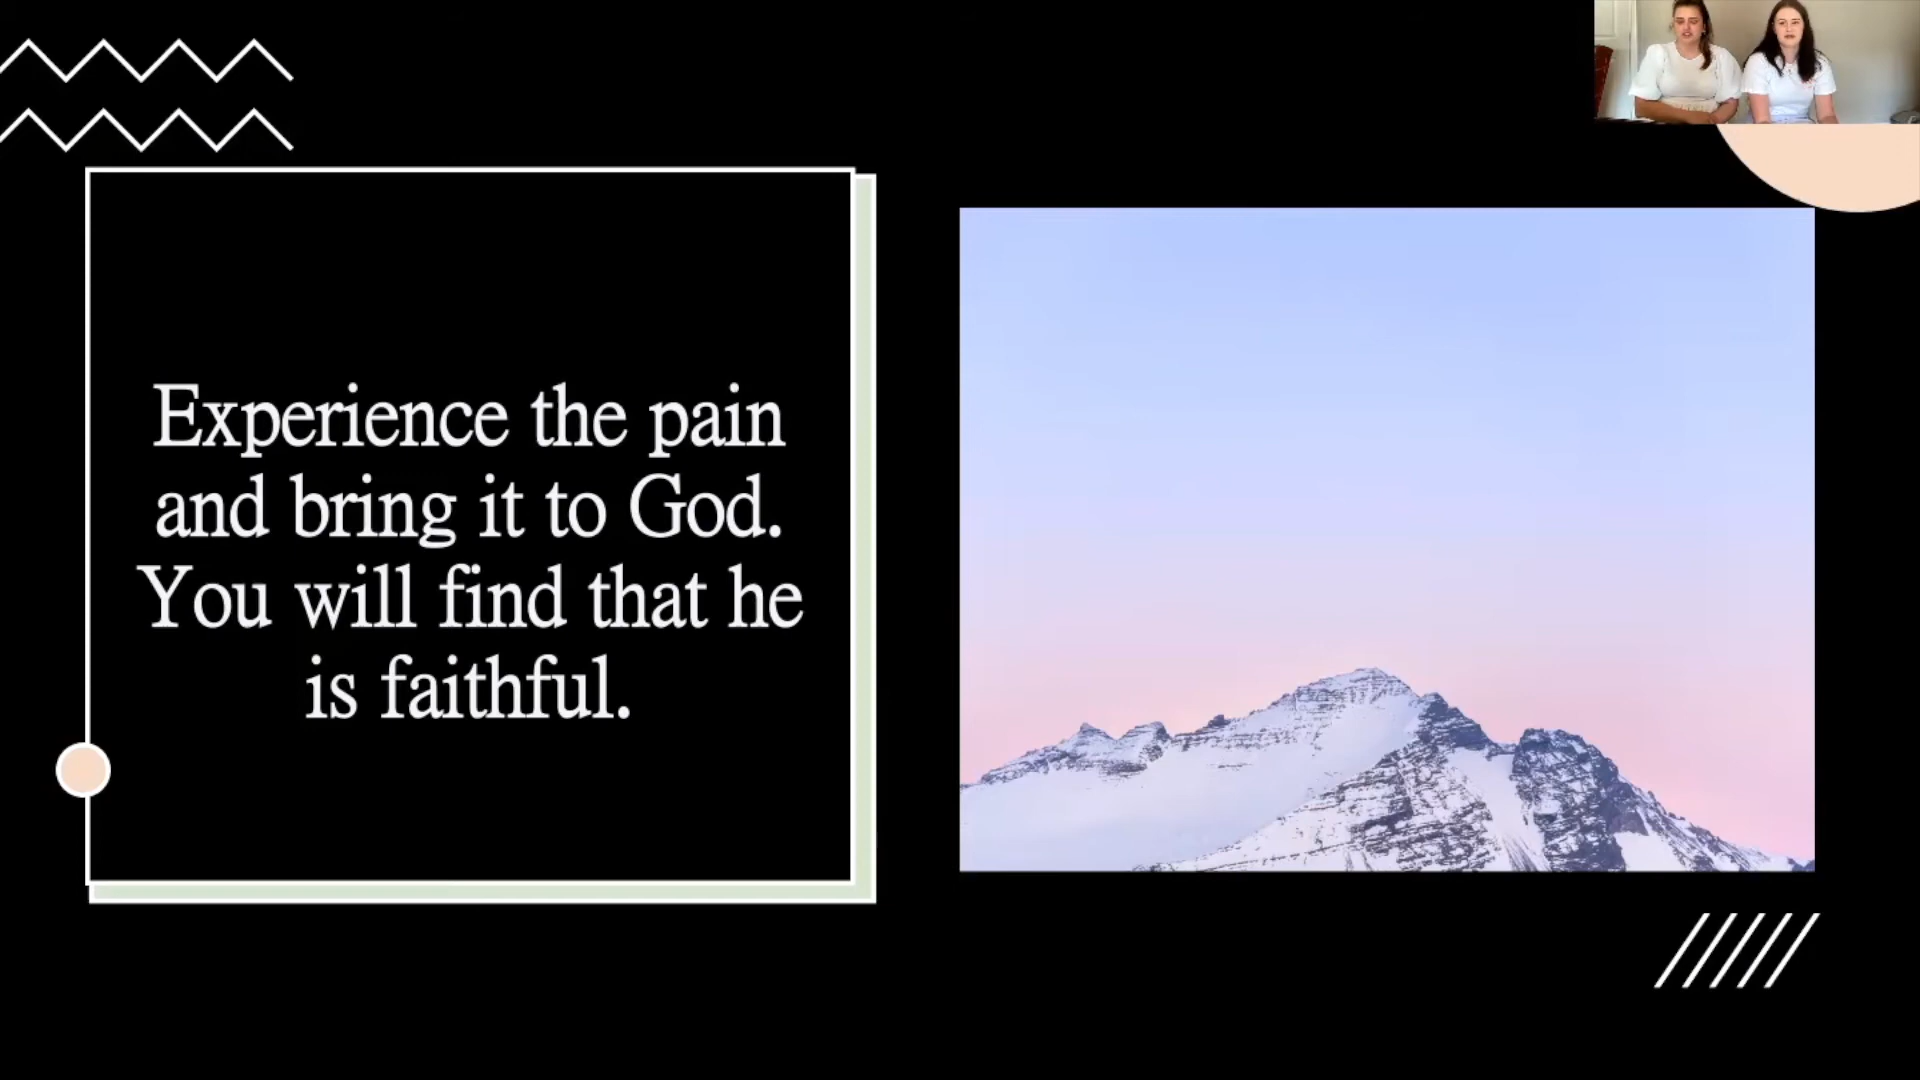 Experience the pain
and bring it to God.
You will find that he
is faithful.